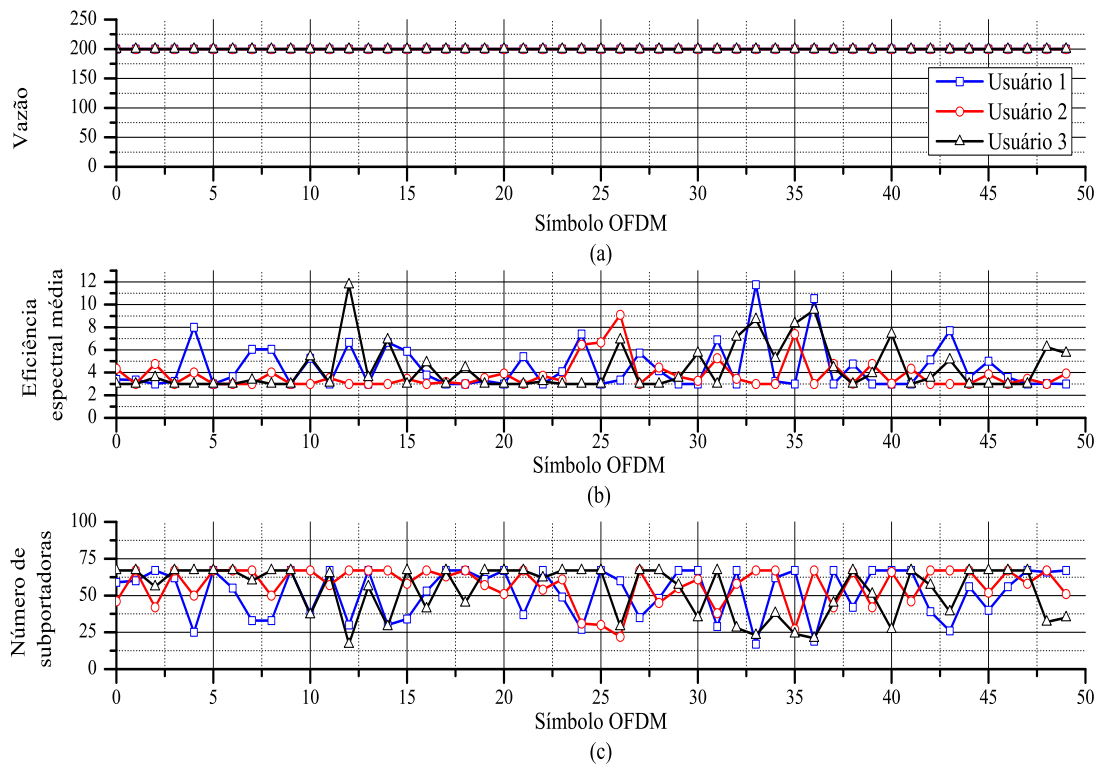 250
200
150
100
50
0
Vazão
Usuário 1
Usuário 2
Usuário 3
0 5 10 15 20 25 30 35 40 45 50
Símbolo OFDM
(a)
12
10
8
6
4
2
0
Eficiência
espectral média
0 5 10 15 20 25 30 35 40 45 50
Símbolo OFDM
(b)
100
75
50
25
0
Número de
subportadoras
0 5 10 15 20 25 30 35 40 45 50
Símbolo OFDM
(c)